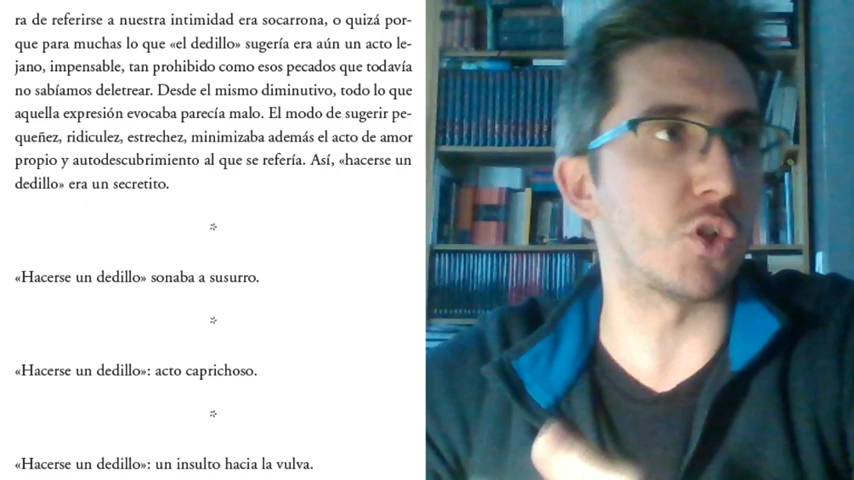 ra de referirse a nuestra intimidad era socarrona, o quizá por-
que para muchas lo que «el dedillo» sugería era aún un acto le-
jano, impensable, tan prohibido como esos pecados que todavía
no sabíamos deletrear. Desde el mismo diminutivo, todo lo que
aquella expresión evocaba parecía malo. El modo de sugerir pe-
queñez, ridiculez, estrechez, minimizaba además el acto de amor
propio y autodescubrimiento al que se refería. Así, «hacerse un
dedillo» era un secretito.
*
«Hacerse un dedillo» sonaba a susurro.
*
«Hacerse un dedillo»: acto caprichoso.
*
«Hacerse un dedillo»: un insulto hacia la vulva.